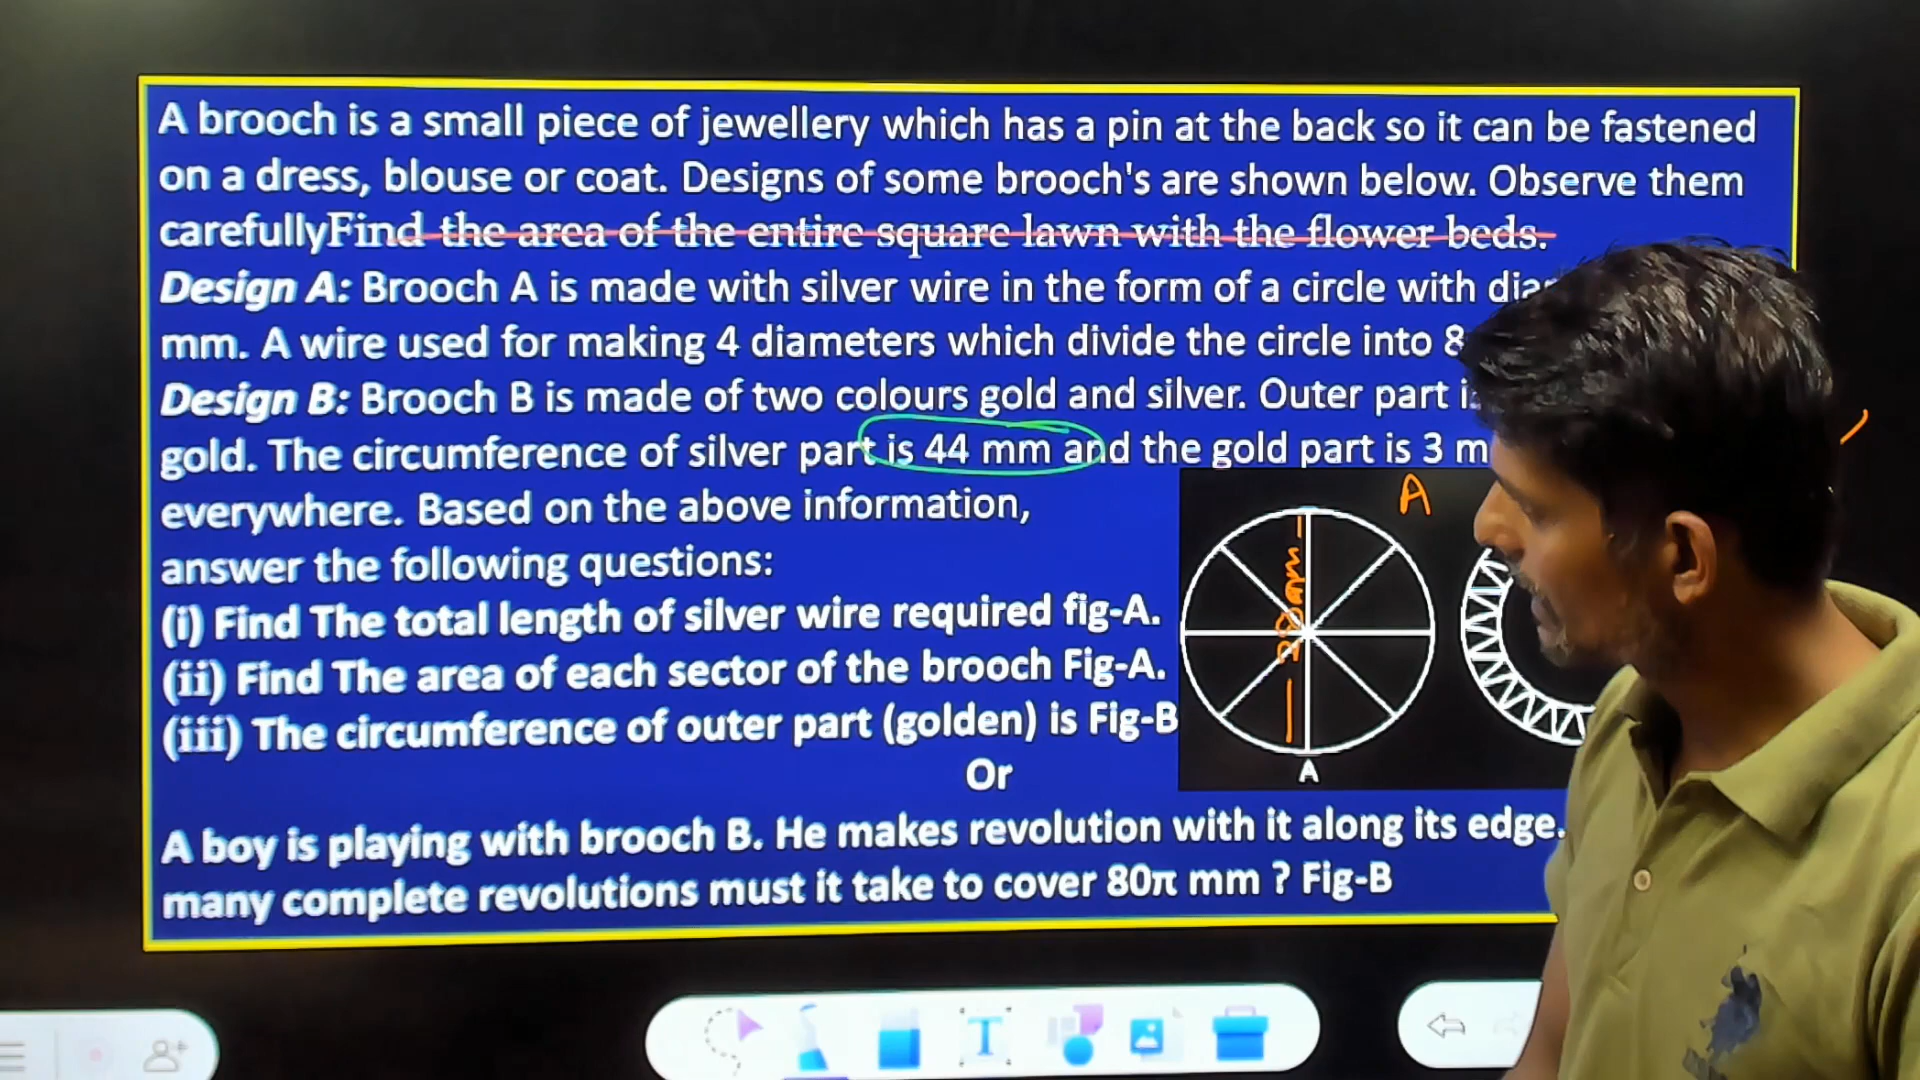 A brooch is a small piece of jewellery which has a pin at the back so it can be fastened
on a dress, blouse or coat. Designs of some brooch's are shown below. Observe them
carefullyFind the area of the entire square lawn with the flower beds.
Design A: Brooch A is made with silver wire in the form of a circle with
mm. A wire used for making 4 diameters which divide the circle into 8
Design B: Brooch B is made of two colours gold and silver. Outer part
gold. The circumference of silver part is 44 mm and the gold part is 3
everywhere. Based on the above information,
answer the following questions:
(i) Find The total length of silver wire required fig-A.
(ii) Find The area of each sector of the brooch Fig-A.
(iii) The circumference of outer part (golden) is Fig-B
Or
A boy is playing with brooch B. He makes revolution with it along its edge.
many complete revolutions must it take to cover 80π mm ? Fig-B
A
A
T